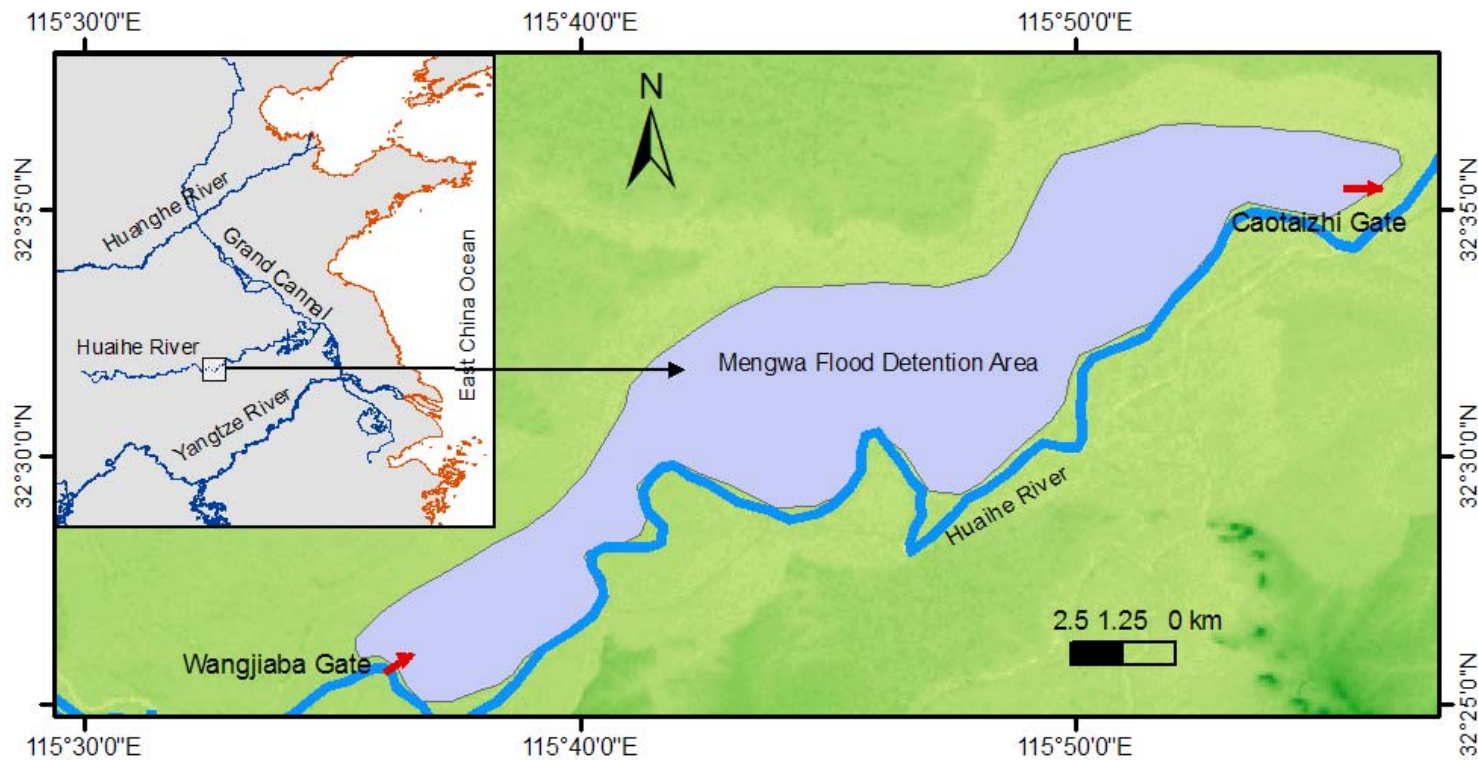 115°30'0"E
115°40'0"E
115°50'0"E
N
32°35'0"N
32°35'0"N
Huanghe River
Grand Cannal
East China Ocean
Caotaizhi Gate
Huaihe River
Mengwa Flood Detention Area
Yangtze River
32°30'0"N
32°30'0"N
Huaihe River
2.5 1.25 0 km
Wangjiaba Gate
32°25'0"N
32°25'0"N
115°30'0"E
115°40'0"E
115°50'0"E